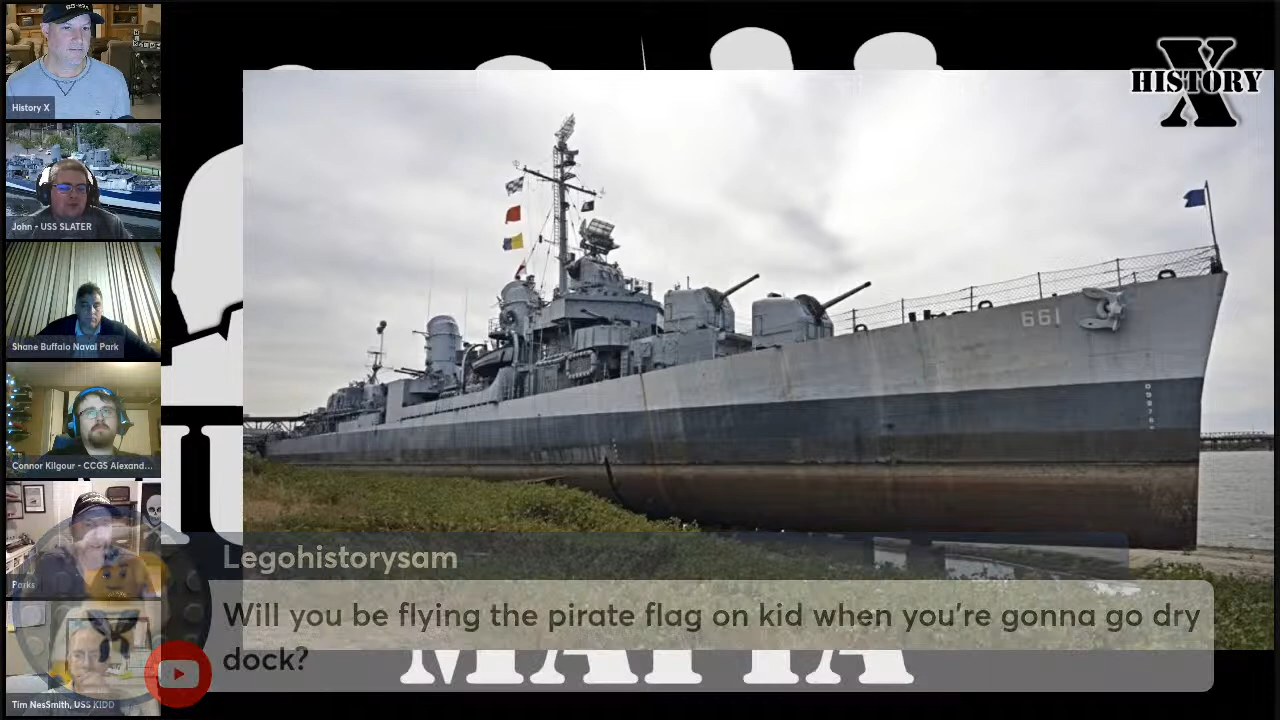 History X
John - USS SLATER
Shane Buffalo Naval Park
Connor Kilgour - CCGS Alexand...
Parks
Tim NesSmith, USS KIDD
X
HISTORY
661
Legohistorysam
Will you be flying the pirate flag on kid when you're gonna go dry
dock?
MAFIA